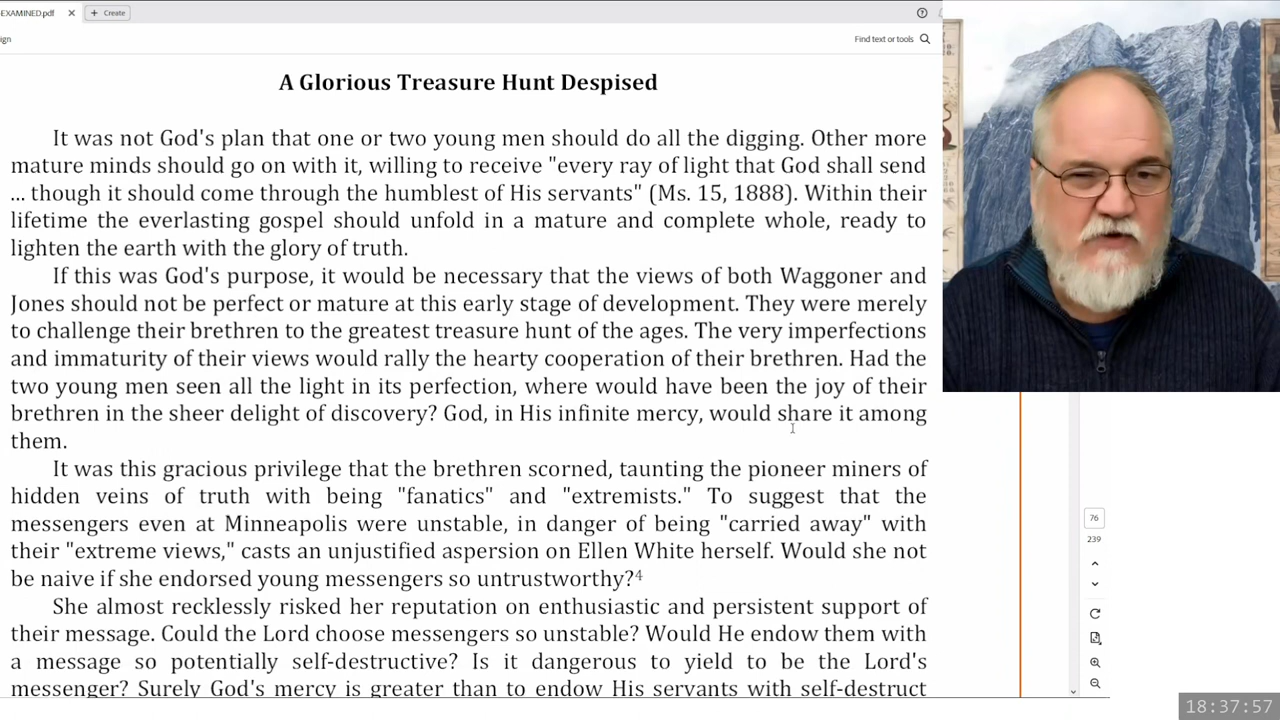 -EXAMINED.pdf
Create
ign
Find text or tools
A Glorious Treasure Hunt Despised
It was not God's plan that one or two young men should do all the digging. Other more
mature minds should go on with it, willing to receive "every ray of light that God shall send
... though it should come through the humblest of His servants" (Ms. 15, 1888). Within their
lifetime the everlasting gospel should unfold in a mature and complete whole, ready to
lighten the earth with the glory of truth.
If this was God's purpose, it would be necessary that the views of both Waggoner and
Jones should not be perfect or mature at this early stage of development. They were merely
to challenge their brethren to the greatest treasure hunt of the ages. The very imperfections
and immaturity of their views would rally the hearty cooperation of their brethren. Had the
two young men seen all the light in its perfection, where would have been the joy of their
brethren in the sheer delight of discovery? God, in His infinite mercy, would share it among
them.
It was this gracious privilege that the brethren scorned, taunting the pioneer miners of
hidden veins of truth with being "fanatics" and "extremists." To suggest that the
messengers even at Minneapolis were unstable, in danger of being "carried away" with
their "extreme views," casts an unjustified aspersion on Ellen White herself. Would she not
be naive if she endorsed young messengers so untrustworthy?⁴
She almost recklessly risked her reputation on enthusiastic and persistent support of
their message. Could the Lord choose messengers so unstable? Would He endow them with
a message so potentially self-destructive? Is it dangerous to yield to be the Lord's
messenger? Surely God's mercy is greater than to endow His servants with self-destruct
76
239
18:37:57